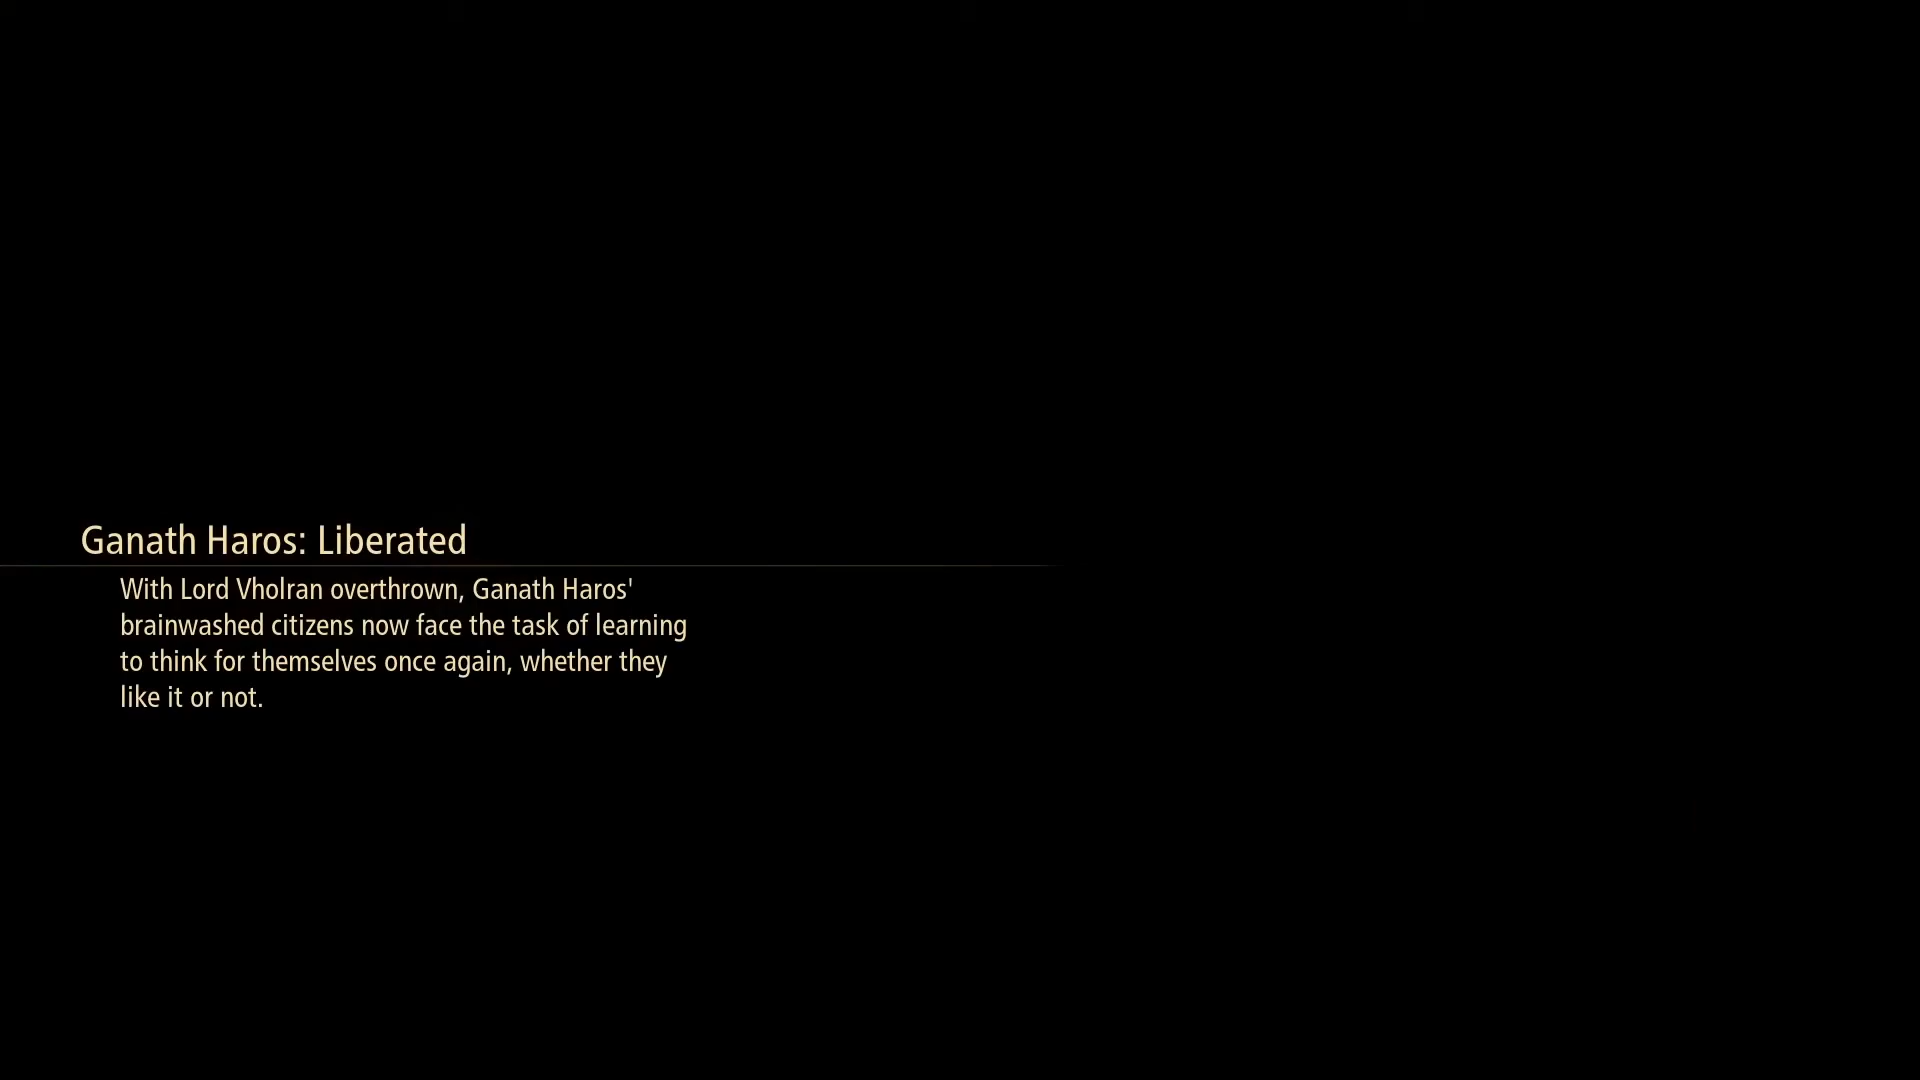 Ganath Haros: Liberated
With Lord Vholran overthrown, Ganath Haros'
brainwashed citizens now face the task of learning
to think for themselves once again, whether they
like it or not.